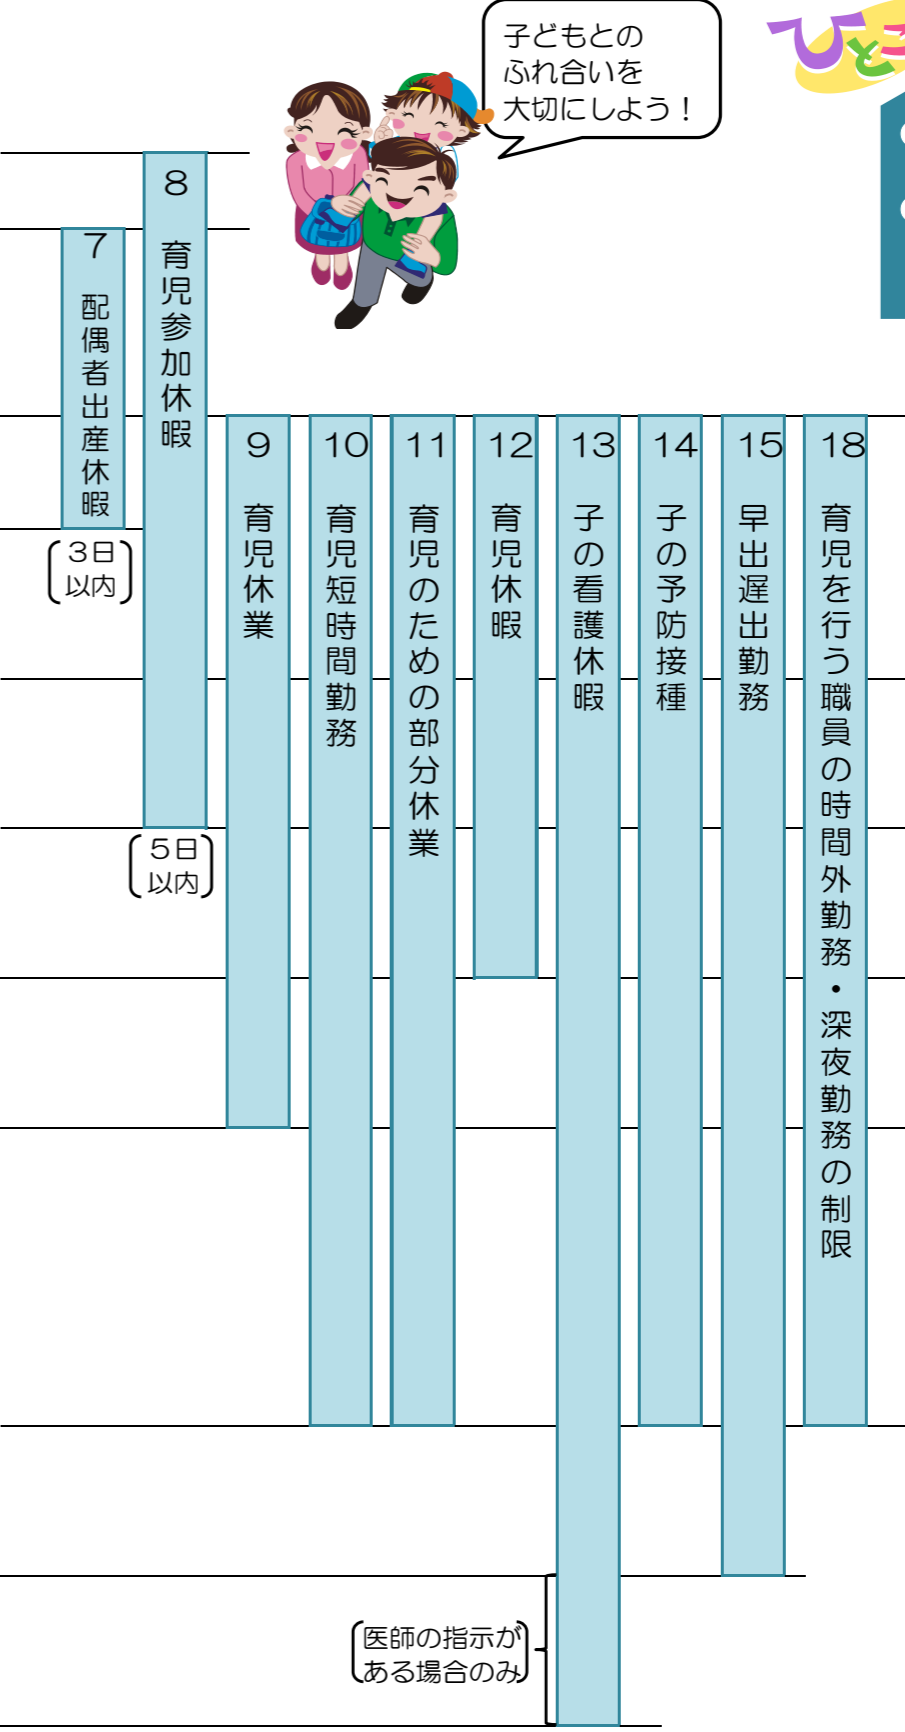 子どもとの
ふれ合いを
大切にしよう！
ひとこ
7 配偶者出産休暇
（3日
以内）
8 育児参加休暇
（5日
以内）
9 育児休業
10 育児短時間勤務
11 育児のための部分休業
12 育児休暇
13 子の看護休暇
14 子の予防接種
15 早出遅出勤務
18 育児を行う職員の時間外勤務・深夜勤務の制限
（医師の指示が
ある場合のみ）